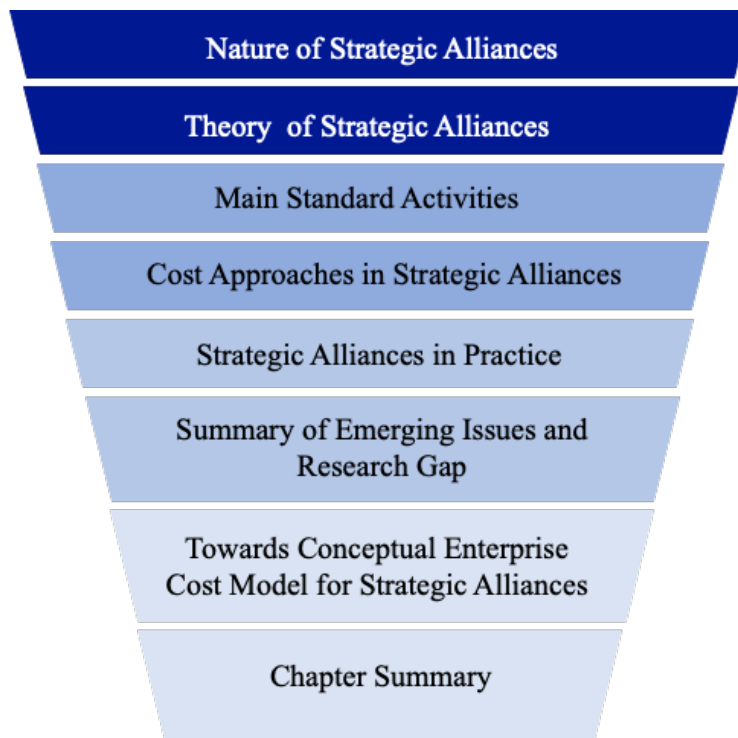 Nature of Strategic Alliances
Theory of Strategic Alliances
Main Standard Activities
Cost Approaches in Strategic Alliances
Strategic Alliances in Practice
Summary of Emerging Issues and
Research Gap
Towards Conceptual Enterprise
Cost Model for Strategic Alliances
Chapter Summary